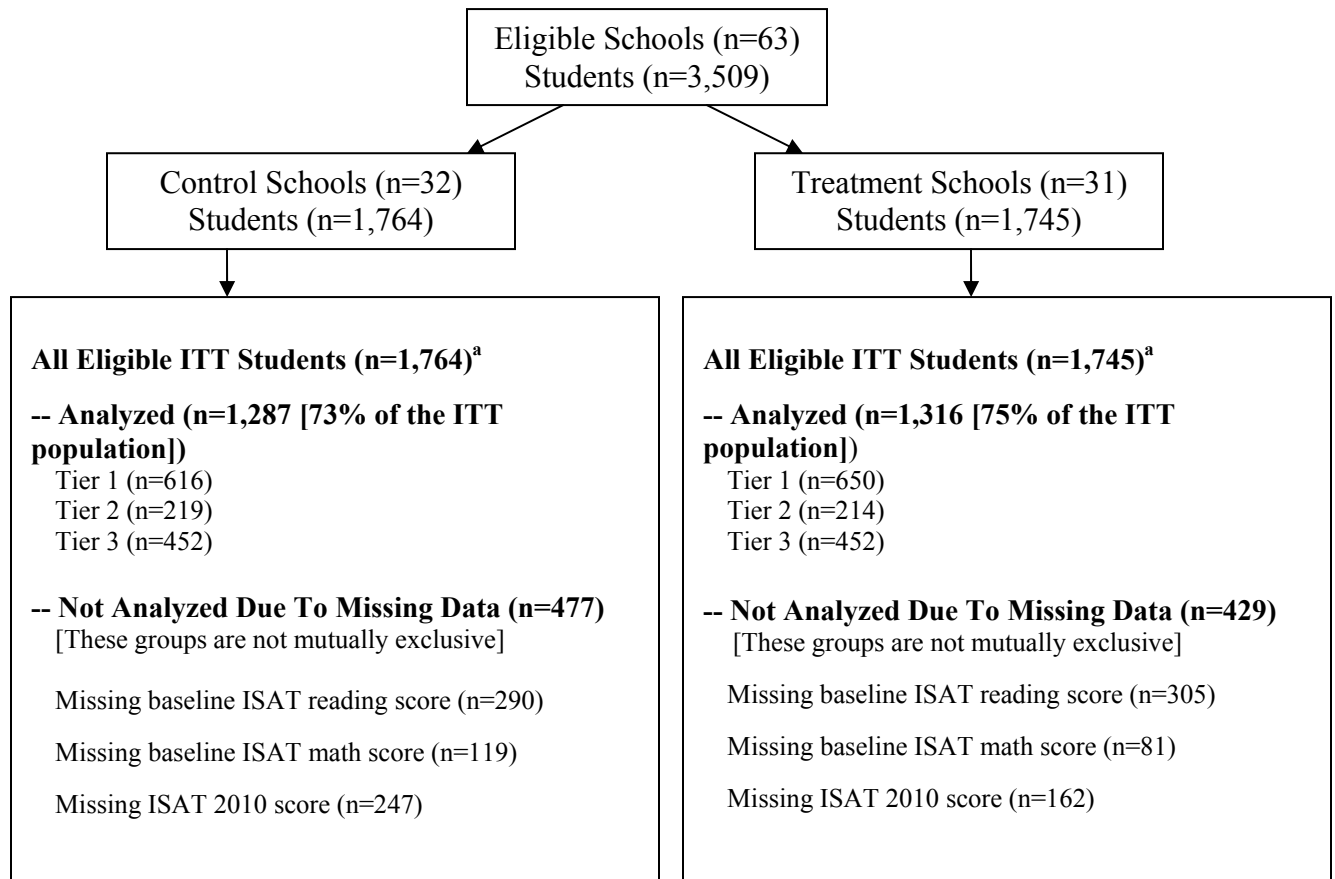 Eligible Schools (n=63)
Students (n=3,509)
Control Schools (n=32)
Students (n=1,764)
Treatment Schools (n=31)
Students (n=1,745)
All Eligible ITT Students (n=1,764)a
-- Analyzed (n=1,287 [73% of the ITT
population])
Tier 1 (n=616)
Tier 2 (n=219)
Tier 3 (n=452)
-- Not Analyzed Due To Missing Data (n=477)
[These groups are not mutually exclusive]
Missing baseline ISAT reading score (n=290)
Missing baseline ISAT math score (n=119)
Missing ISAT 2010 score (n=247)
All Eligible ITT Students (n=1,745)a
-- Analyzed (n=1,316 [75% of the ITT
population])
Tier 1 (n=650)
Tier 2 (n=214)
Tier 3 (n=452)
-- Not Analyzed Due To Missing Data (n=429)
[These groups are not mutually exclusive]
Missing baseline ISAT reading score (n=305)
Missing baseline ISAT math score (n=81)
Missing ISAT 2010 score (n=162)